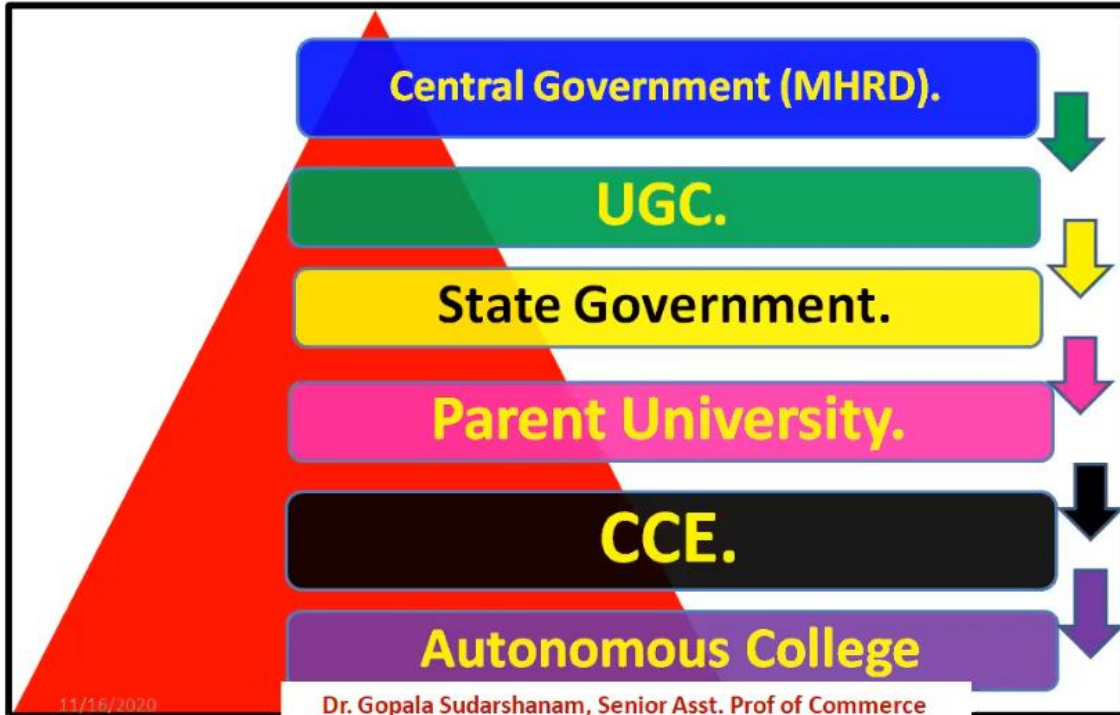 Central Government (MHRD).
UGC.
State Government.
Parent University.
CCE.
Autonomous College
11/16/2020
Dr. Gopala Sudarshanam, Senior Asst. Prof of Commerce